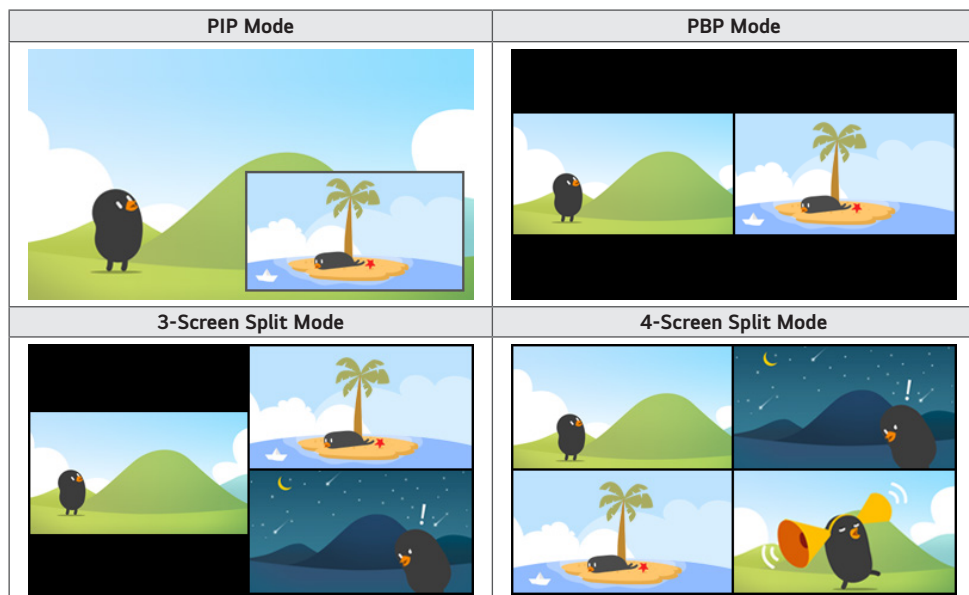 PIP Mode
PBP Mode
3-Screen Split Mode
4-Screen Split Mode